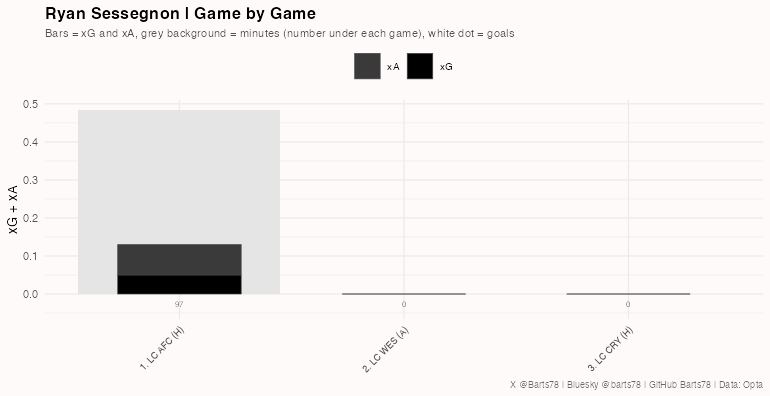 Ryan Sessegnon | Game by Game
Bars = xG and xA, grey background = minutes (number under each game), white dot = goals
xA xG
xG + xA
0.5
0.4
0.3
0.2
0.1
0.0
97 0 0
1. LC AFC (H) 2. LC WES (A) 3. LC CRY (H)
X @Barts78 | Bluesky @barts78 | GitHub Barts78 | Data: Opta